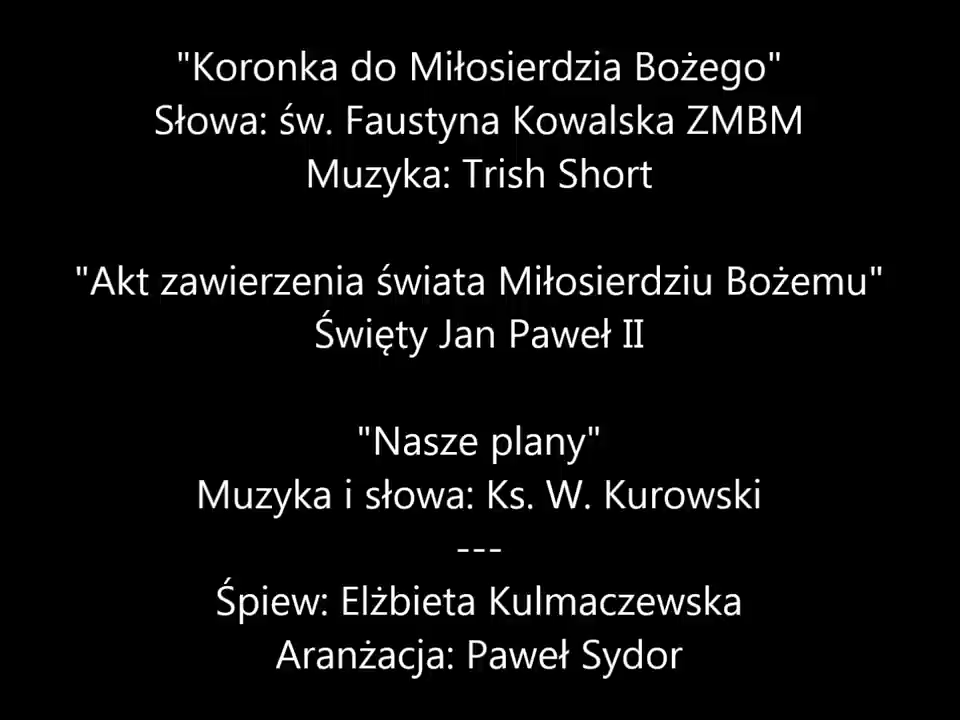 "Koronka do Miłosierdzia Bożego"
Słowa: św. Faustyna Kowalska ZMBM
Muzyka: Trish Short
"Akt zawierzenia świata Miłosierdziu Bożemu"
Święty Jan Paweł II
"Nasze plany"
Muzyka i słowa: Ks. W. Kurowski
---
Śpiew: Elżbieta Kulmaczewska
Aranżacja: Paweł Sydor